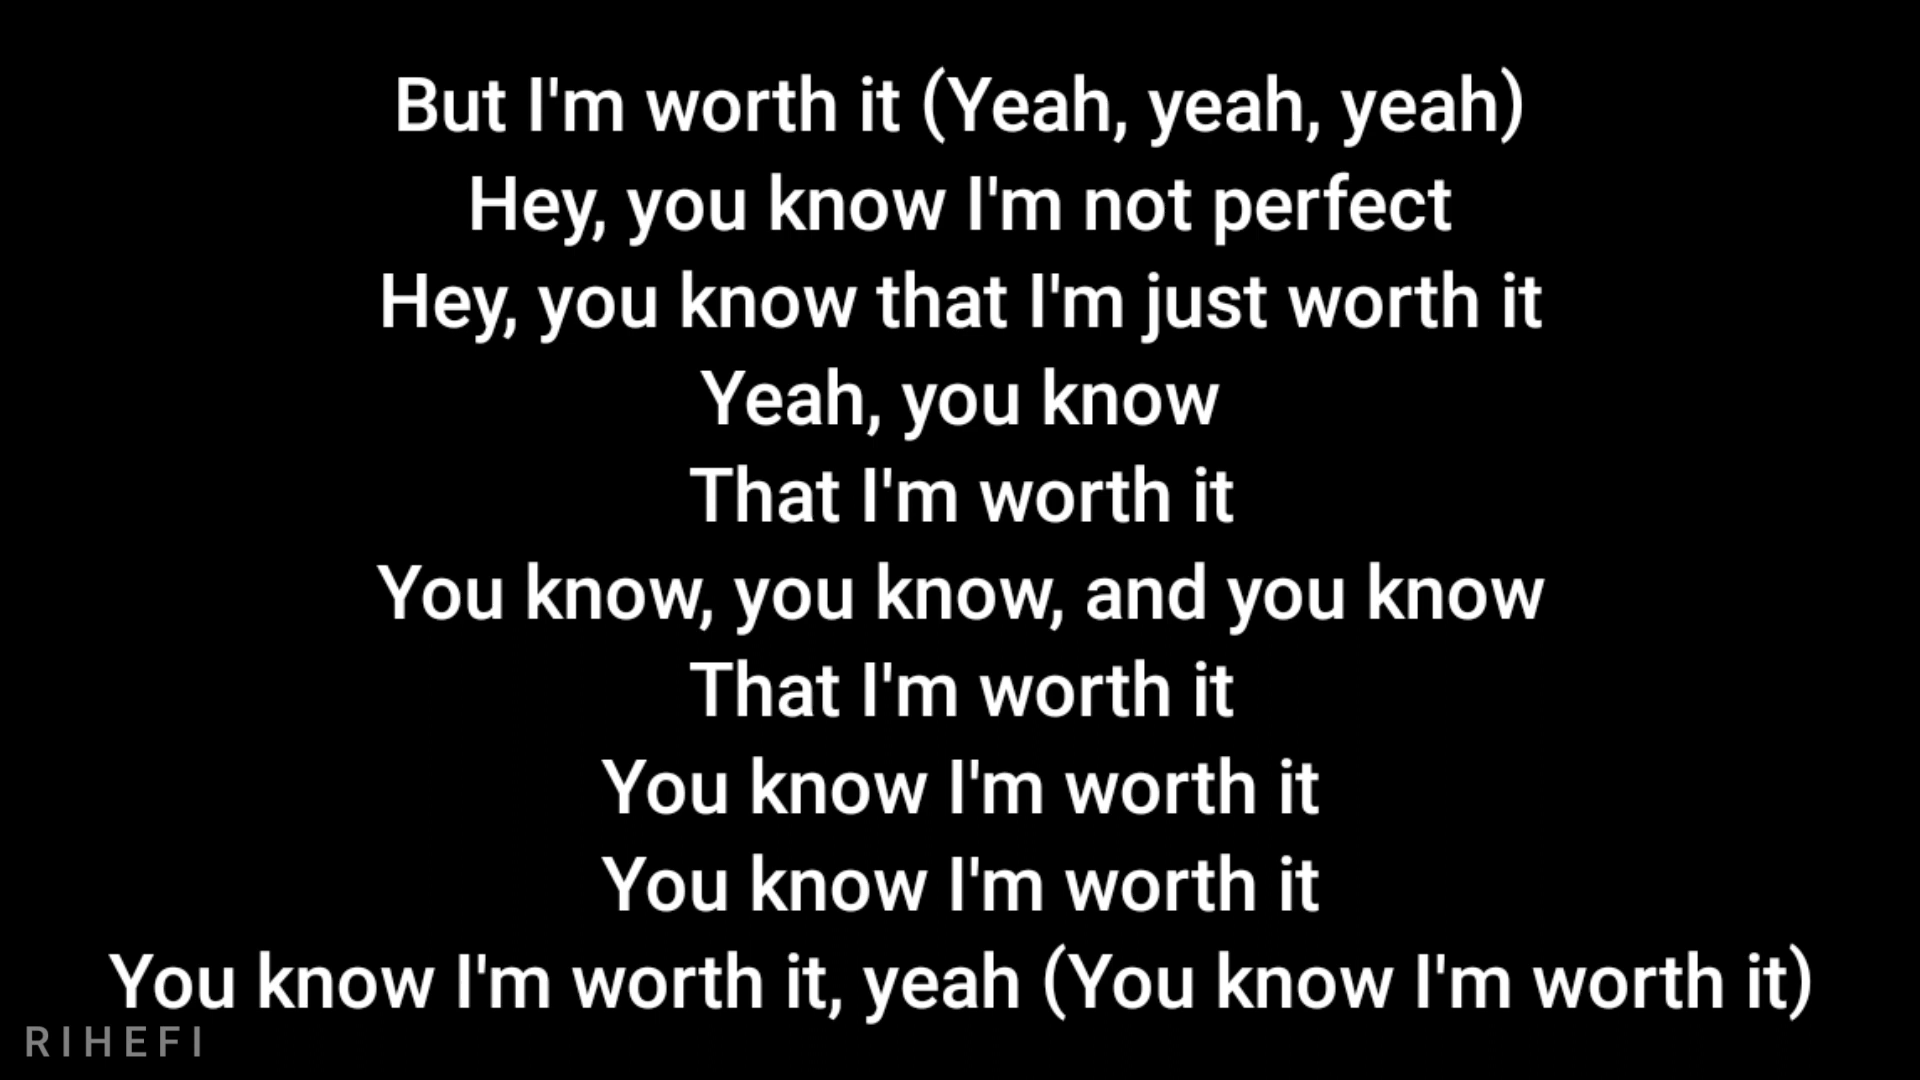 But I'm worth it (Yeah, yeah, yeah)
Hey, you know I'm not perfect
Hey, you know that I'm just worth it
Yeah, you know
That I'm worth it
You know, you know, and you know
That I'm worth it
You know I'm worth it
You know I'm worth it
You know I'm worth it, yeah (You know I'm worth it)
RIHEFI